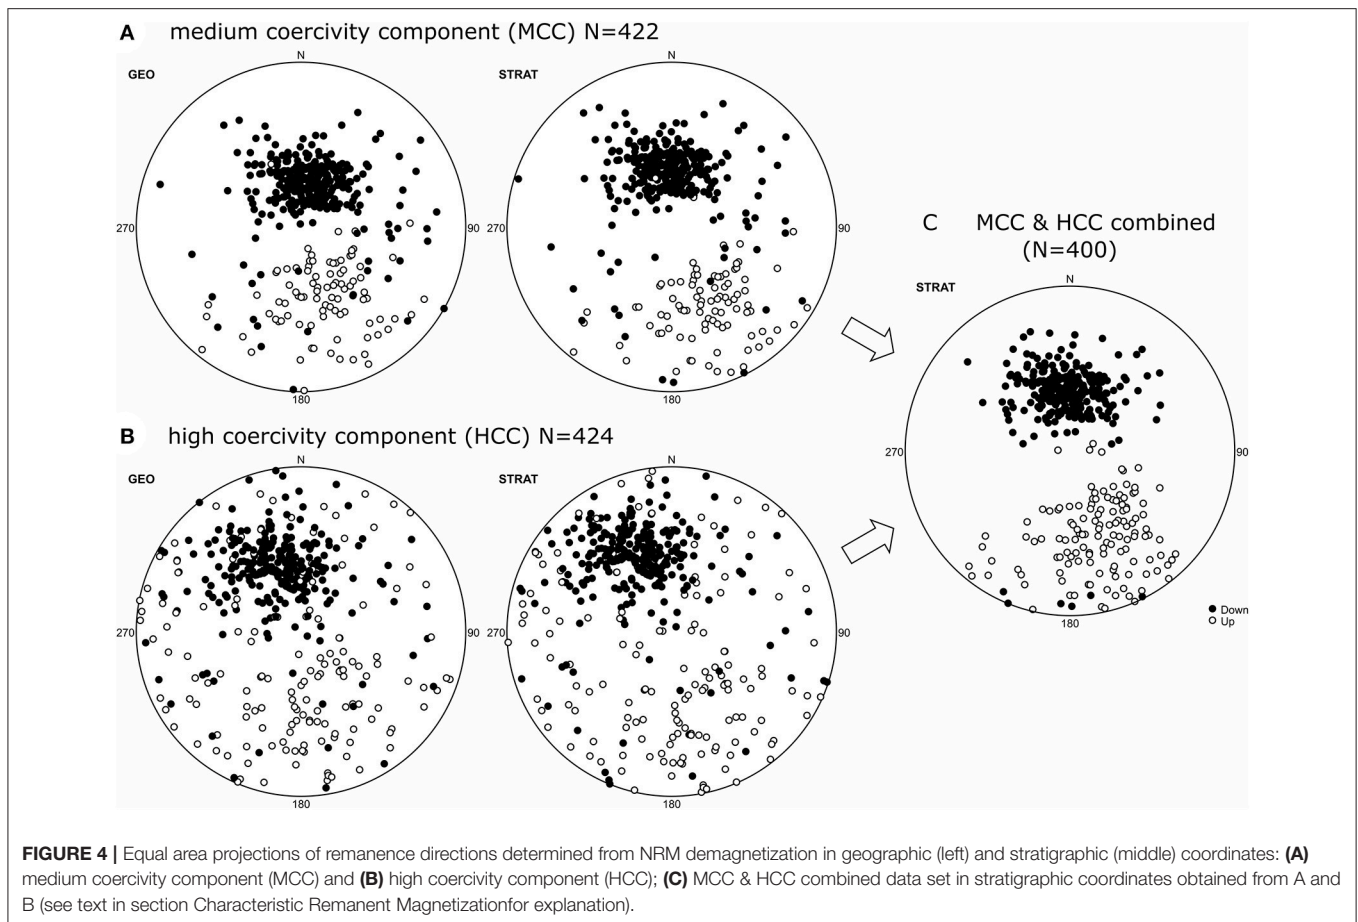 A medium coercivity component (MCC) N=422
GEO
N
270
90
180
STRAT
N
90
180
C MCC & HCC combined
(N=400)
STRAT
N
270
90
180
Down
Up
B high coercivity component (HCC) N=424
GEO
N
270
90
180
STRAT
N
270
90
180
FIGURE 4 | Equal area projections of remanence directions determined from NRM demagnetization in geographic (left) and stratigraphic (middle) coordinates: (A)
medium coercivity component (MCC) and (B) high coercivity component (HCC); (C) MCC & HCC combined data set in stratigraphic coordinates obtained from A and
B (see text in section Characteristic Remanent Magnetizationfor explanation).